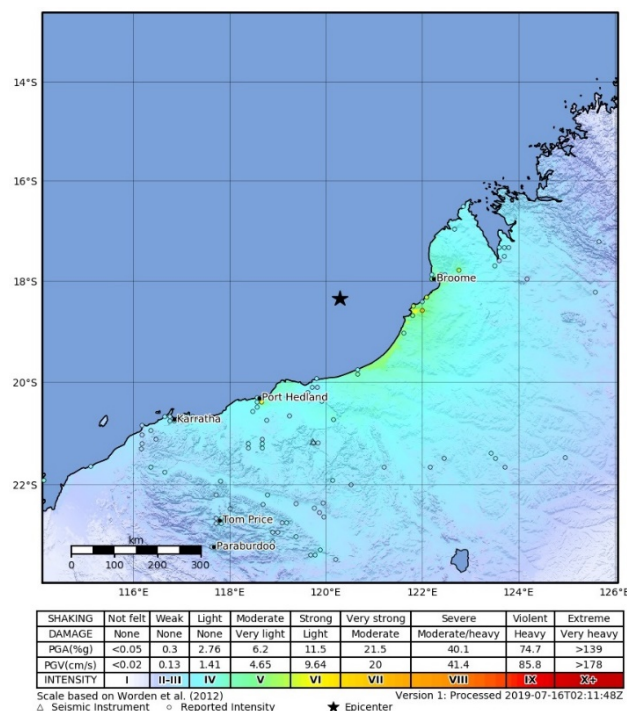 14°S
16°S
Broome
18°S
Port Hedland
20°S
Karratha
22°S
Tom Price
km
Paraburdoo
0 100 200 300
116°E 118°E 120°E 122°E 124°E 126°E
SHAKING Not felt Weak Light Moderate Strong Very strong Severe Violent Extreme
DAMAGE None None None Very light Light Moderate Moderate/heavy Heavy Very heavy
PGA(%g) <0.05 0.3 2.76 6.2 11.5 21.5 40.1 74.7 >139
PGV(cm/s) <0.02 0.13 1.41 4.65 9.64 20 41.4 85.8 >178
INTENSITY I II-III IV V VI VII VIII IX X+
Scale based on Worden et al. (2012) Version 1: Processed 2019-07-16T02:11:48Z
△ Seismic Instrument ○ Reported Intensity ★ Epicenter